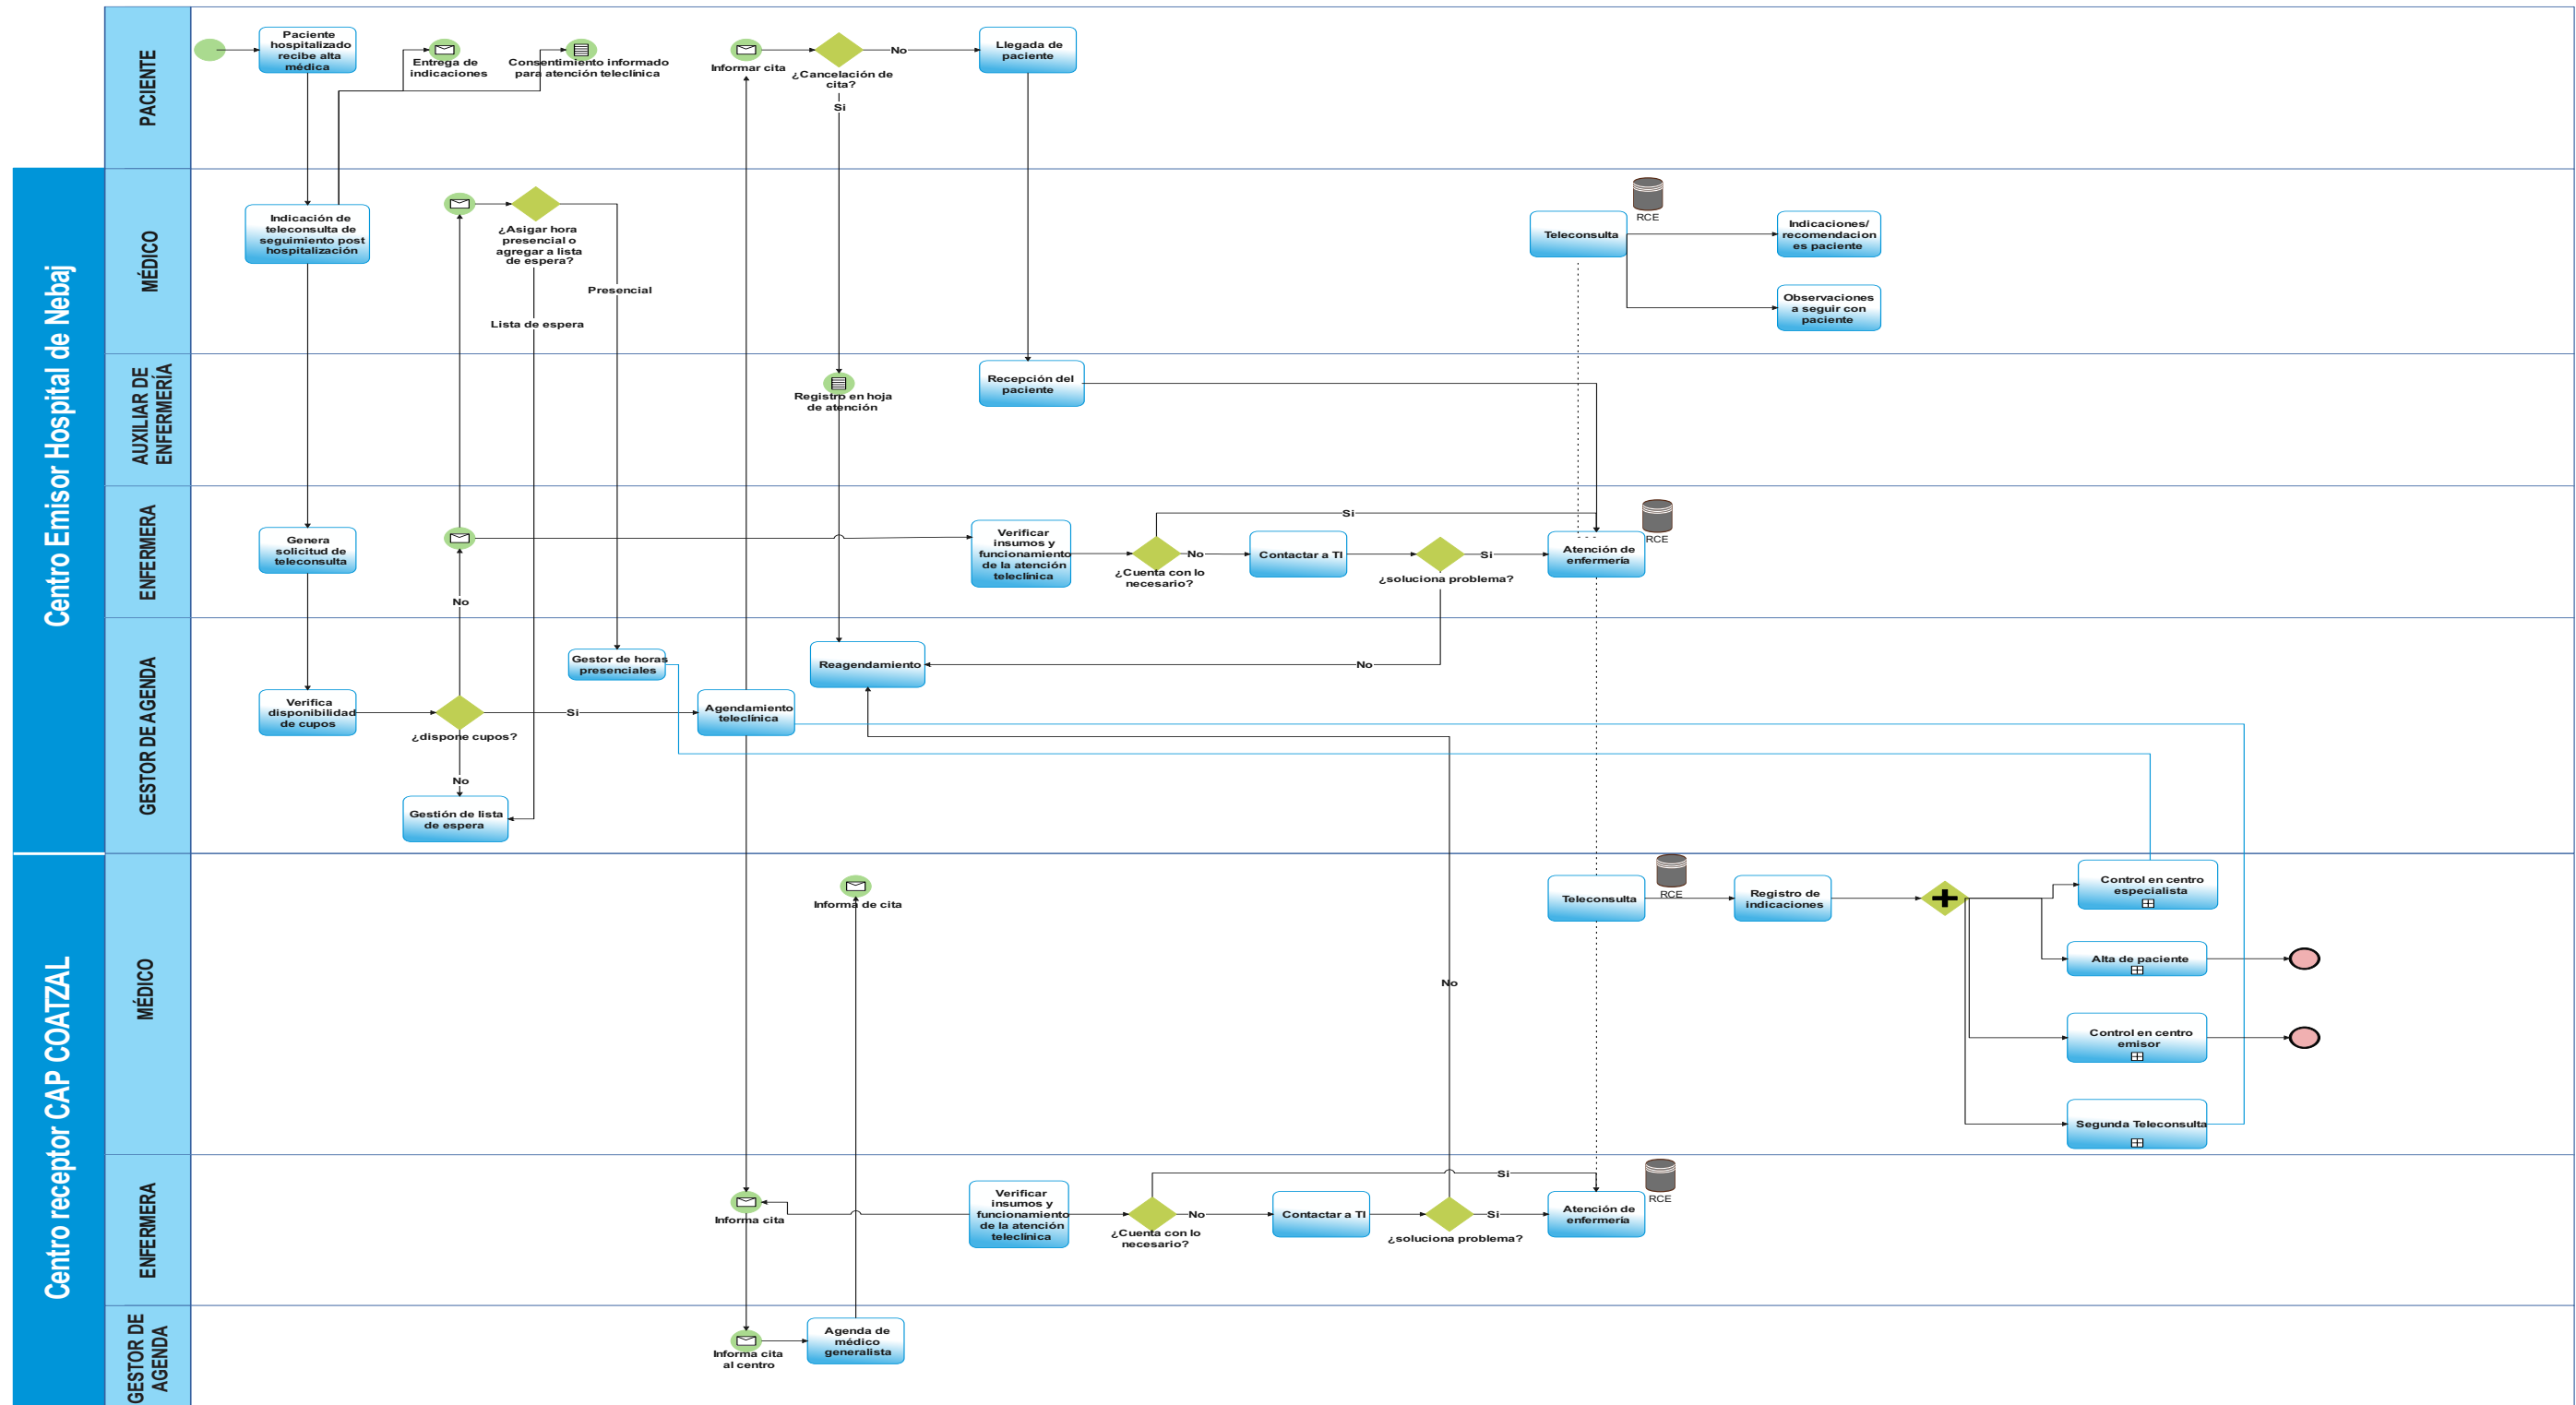 Centro Emisor Hospital de Nebaj
Centro receptor CAP COATZAL
PACIENTE
Paciente
hospitalizado
recibe alta
médica
Entrega de
indicaciones
Consentimiento informado
para atención teleclínica
Informar cita
¿Cancelación de
cita?
No
Si
Llegada de
paciente
MÉDICO
Indicación de
teleconsulta de
seguimiento post
hospitalización
¿Asigar hora
presencial o
agregar a lista
de espera?
Presencial
Lista de espera
Teleconsulta
RCE
Indicaciones/
recomendacion
es paciente
Observaciones
a seguir con
paciente
AUXILIAR DE
ENFERMERÍA
Registro en hoja
de atención
Recepción del
paciente
ENFERMERA
Genera
solicitud de
teleconsulta
No
Verificar
insumos y
funcionamiento
de la atención
teleclínica
¿Cuenta con lo
necesario?
Si
No
Contactar a TI
¿soluciona problema?
Si
Atención de
enfermería
RCE
GESTOR DE AGENDA
Verifica
disponibilidad
de cupos
¿dispone cupos?
Si
No
Gestión de lista
de espera
Gestor de horas
presenciales
Agendamiento
teleclínica
Reagendamiento
No
MÉDICO
Informa de cita
No
Teleconsulta
RCE
Registro de
indicaciones
Control en centro
especialista
Alta de paciente
Control en centro
emisor
Segunda Teleconsulta
ENFERMERA
Informa cita
Verificar
insumos y
funcionamiento
de la atención
teleclínica
¿Cuenta con lo
necesario?
Si
No
Contactar a TI
¿soluciona problema?
Si
Atención de
enfermería
RCE
GESTOR DE
AGENDA
Informa cita
al centro
Agenda de
médico
generalista